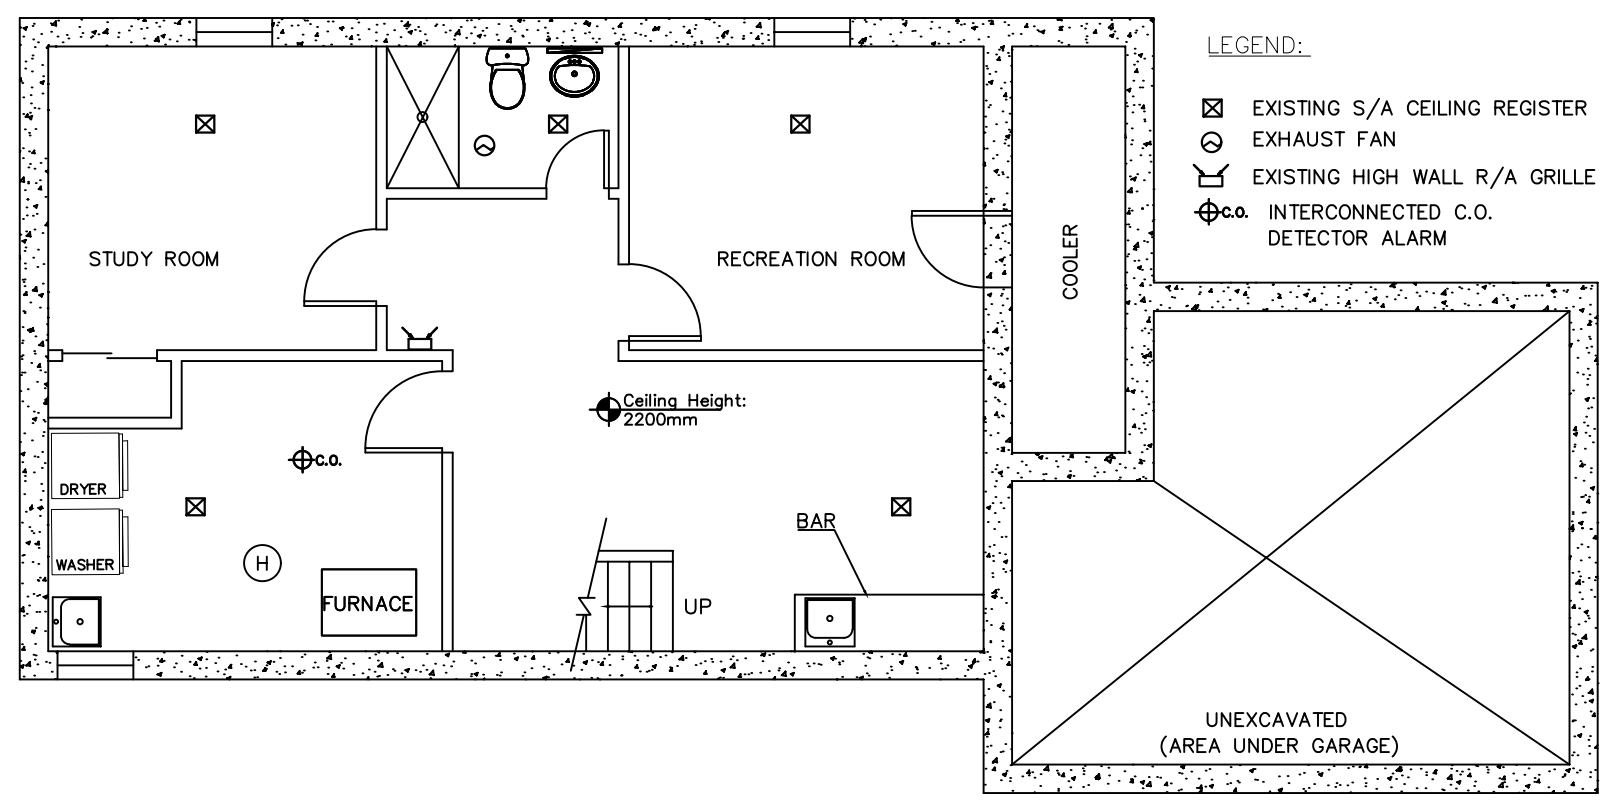 LEGEND:
EXISTING S/A CEILING REGISTER
EXHAUST FAN
EXISTING HIGH WALL R/A GRILLE
C.O. INTERCONNECTED C.O.
DETECTOR ALARM
STUDY ROOM
RECREATION ROOM
COOLER
Ceiling Height:
2200mm
C.O.
DRYER
WASHER
H
FURNACE
UP
BAR
UNEXCAVATED
(AREA UNDER GARAGE)